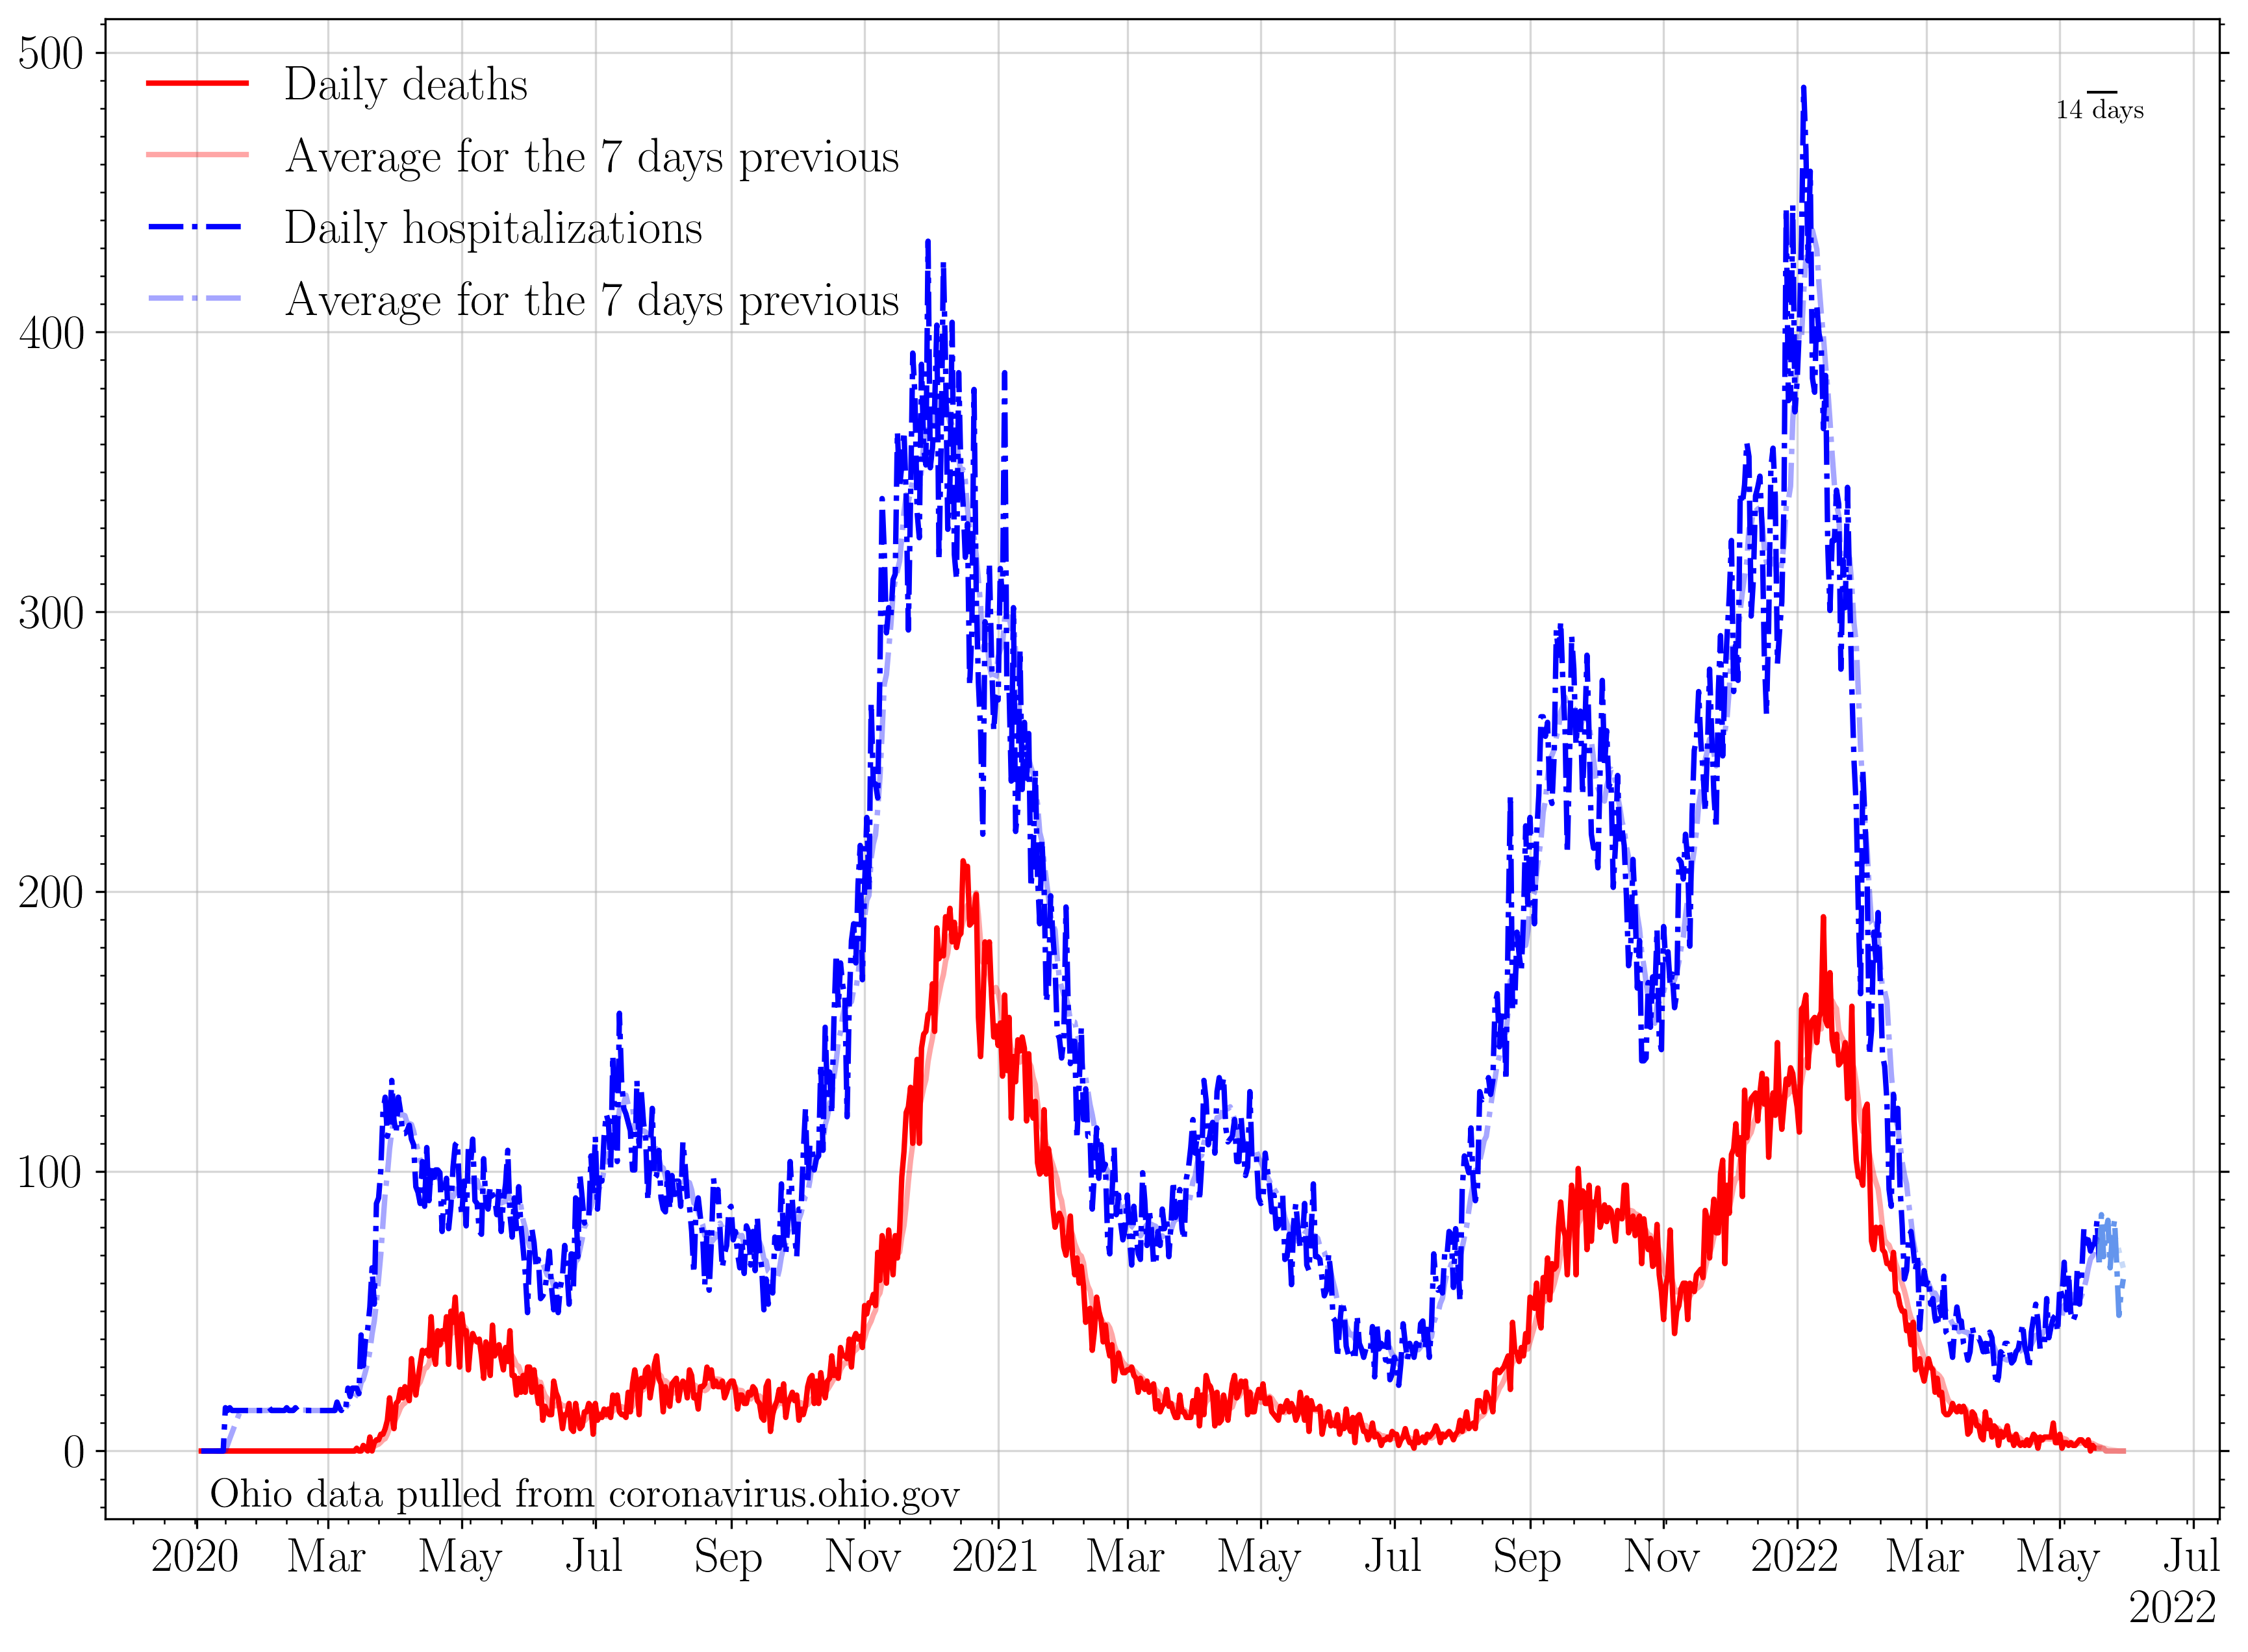 500
400
300
200
100
0
Daily deaths
Average for the 7 days previous
Daily hospitalizations
Average for the 7 days previous
14 days
Ohio data pulled from coronavirus.ohio.gov
2020 Mar May Jul Sep Nov 2021 Mar May Jul Sep Nov 2022 Mar May Jul
2022